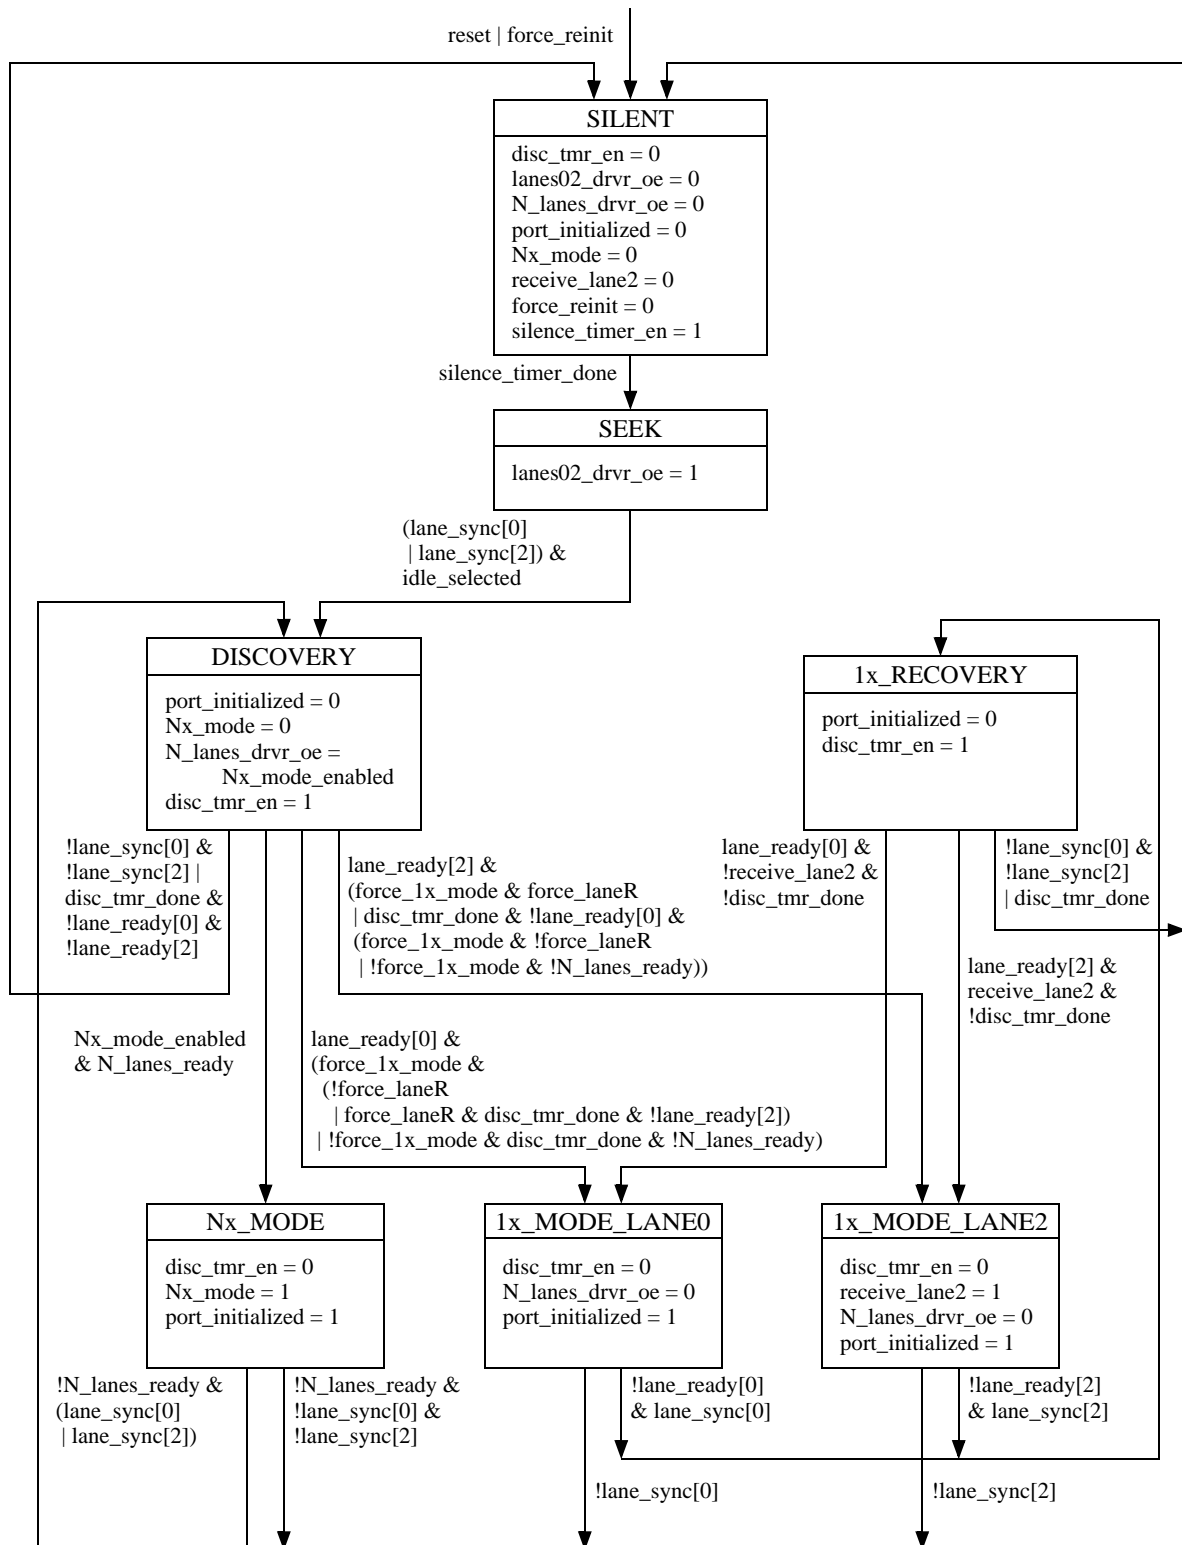 reset | force_reinit
SILENT
disc_tmr_en = 0
lanes02_drvr_oe = 0
N_lanes_drvr_oe = 0
port_initialized = 0
Nx_mode = 0
receive_lane2 = 0
force_reinit = 0
silence_timer_en = 1
silence_timer_done
SEEK
lanes02_drvr_oe = 1
(lane_sync[0]
| lane_sync[2]) &
idle_selected
DISCOVERY
port_initialized = 0
Nx_mode = 0
N_lanes_drvr_oe =
Nx_mode_enabled
disc_tmr_en = 1
1x_RECOVERY
port_initialized = 0
disc_tmr_en = 1
!lane_sync[0] &
!lane_sync[2] |
disc_tmr_done &
!lane_ready[0] &
!lane_ready[2]
lane_ready[2] &
(force_1x_mode & force_laneR
| disc_tmr_done & !lane_ready[0] &
(force_1x_mode & !force_laneR
| !force_1x_mode & !N_lanes_ready))
lane_ready[0] &
!receive_lane2 &
!disc_tmr_done
!lane_sync[0] &
!lane_sync[2]
| disc_tmr_done
lane_ready[2] &
receive_lane2 &
!disc_tmr_done
Nx_mode_enabled
& N_lanes_ready
lane_ready[0] &
(force_1x_mode &
(!force_laneR
| force_laneR & disc_tmr_done & !lane_ready[2])
| !force_1x_mode & disc_tmr_done & !N_lanes_ready)
Nx_MODE
disc_tmr_en = 0
Nx_mode = 1
port_initialized = 1
1x_MODE_LANE0
disc_tmr_en = 0
N_lanes_drvr_oe = 0
port_initialized = 1
1x_MODE_LANE2
disc_tmr_en = 0
receive_lane2 = 1
N_lanes_drvr_oe = 0
port_initialized = 1
!N_lanes_ready &
(lane_sync[0]
| lane_sync[2])
!N_lanes_ready &
!lane_sync[0] &
!lane_sync[2]
!lane_ready[0]
& lane_sync[0]
!lane_ready[2]
& lane_sync[2]
!lane_sync[0]
!lane_sync[2]